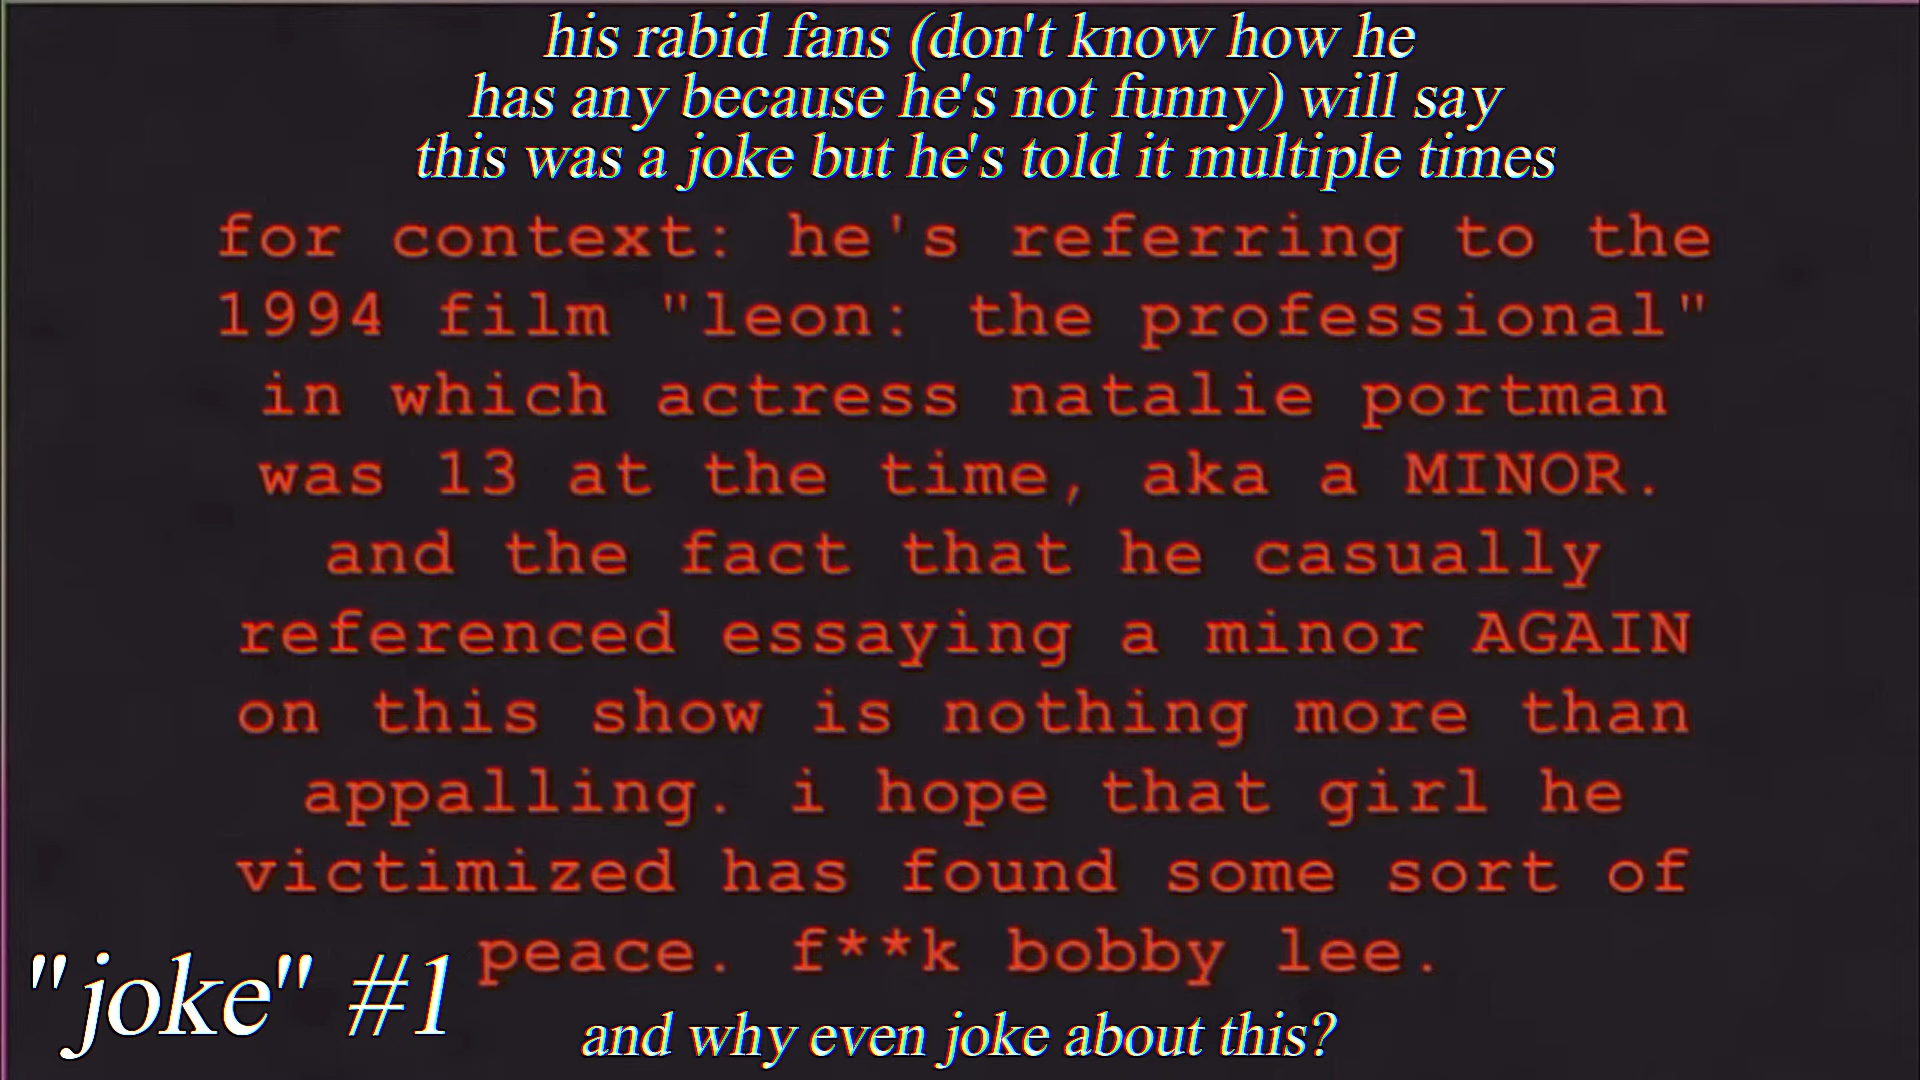 his rabid fans (don't know how he
has any because he's not funny) will say
this was a joke but he's told it multiple times
for context: he's referring to the
1994 film "leon: the professional"
in which actress natalie portman
was 13 at the time, aka a MINOR.
and the fact that he casually
referenced essaying a minor AGAIN
on this show is nothing more than
appalling. i hope that girl he
victimized has found some sort of
peace. f**k bobby lee.
"joke" #1
and why even joke about this?